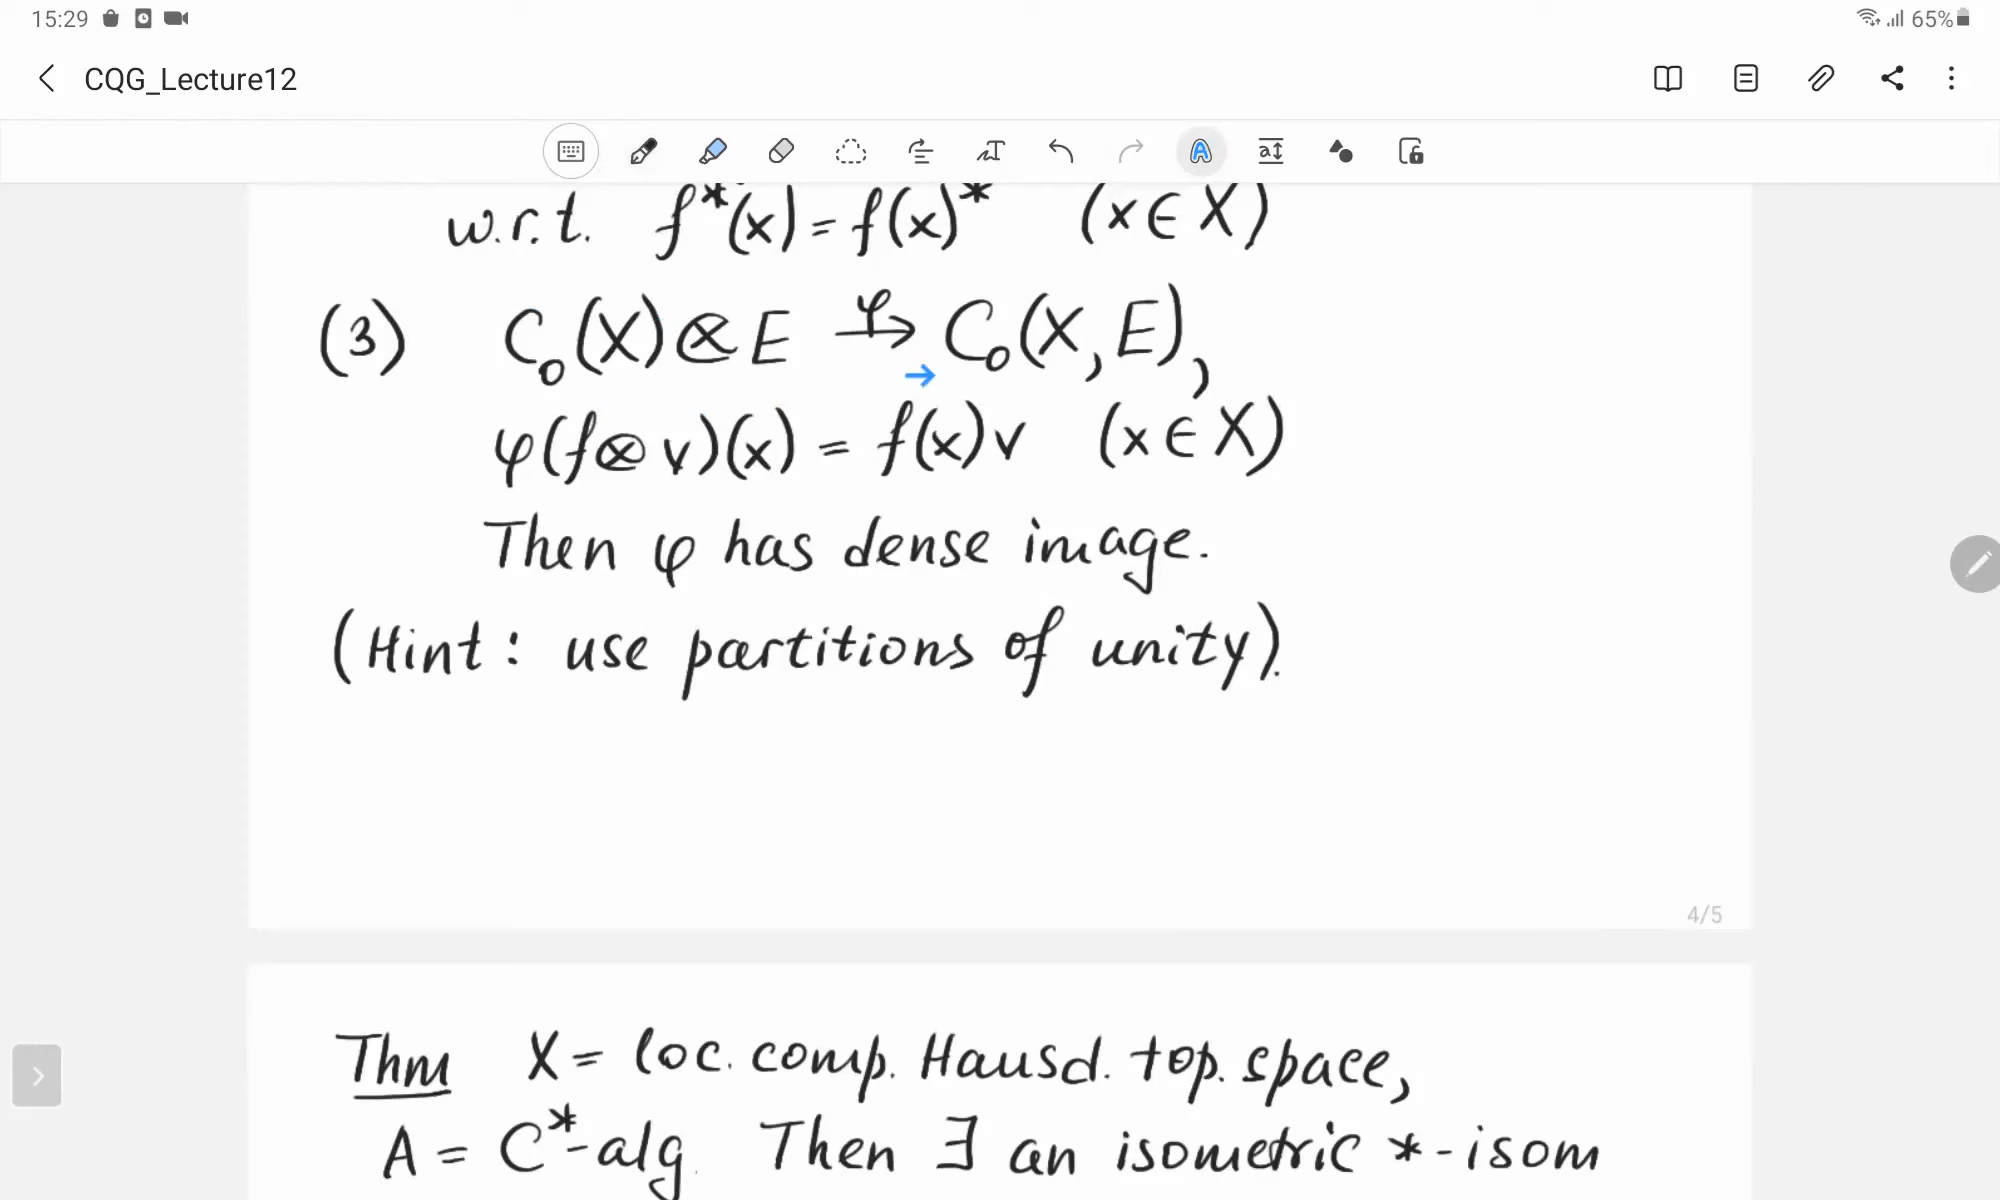 15:29
65%
CQG_Lecture12
w.r.t. f*(x) = f(x)* (x ∈ X)
(3) C₀(X) ⊗ E →^φ C₀(X, E),
φ(f ⊗ v)(x) = f(x)v (x ∈ X)
Then φ has dense image.
(Hint: use partitions of unity).
4/5
Thm X = loc. comp. Hausd. top. space,
A = C*-alg. Then ∃ an isometric *-isom